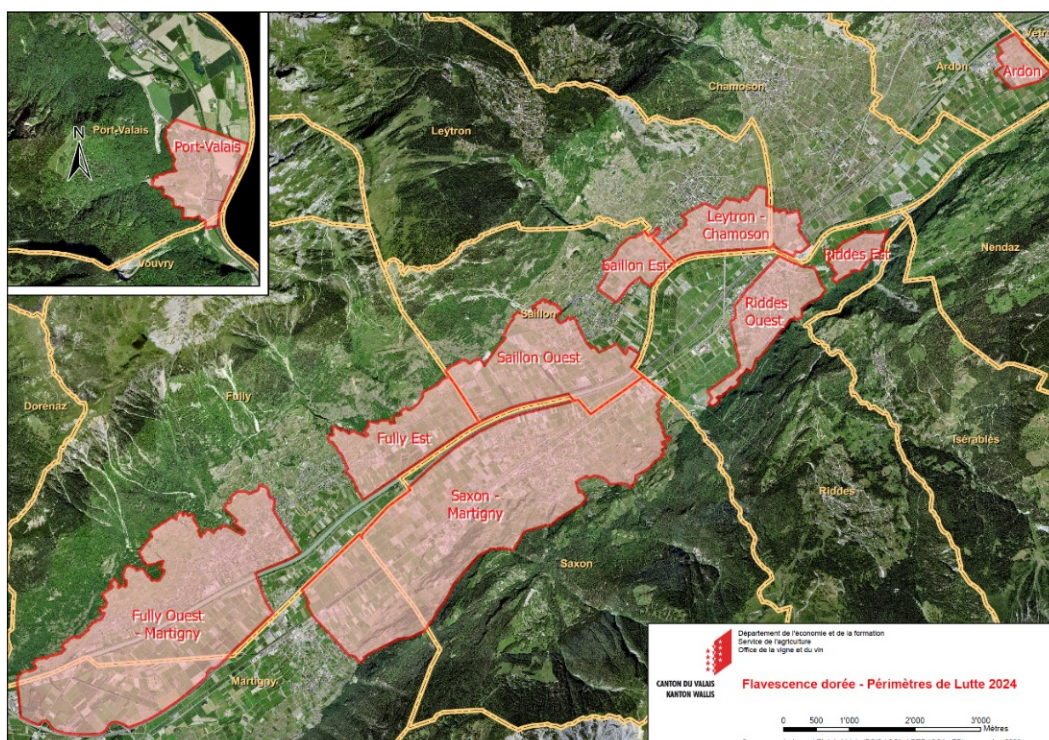 N
Port-Valais
Port-Valais
Vouvry
Leytron
Chamoson
Ardon
Ardon
Leytron -
Chamoson
Saillon Est
Riddes Est
Nendaz
Riddes
Ouest
Saillon
Saillon Ouest
Dorénaz
Fully
Fully Est
Isérables
Saxon -
Martigny
Riddes
Saxon
Fully Ouest
- Martigny
Martigny
Département de l'économie et de la formation
Service de l'agriculture
Office de la vigne et du vin
CANTON DU VALAIS
KANTON WALLIS
Flavescence dorée - Périmètres de Lutte 2024
0 500 1'000 2'000 3'000
Mètres